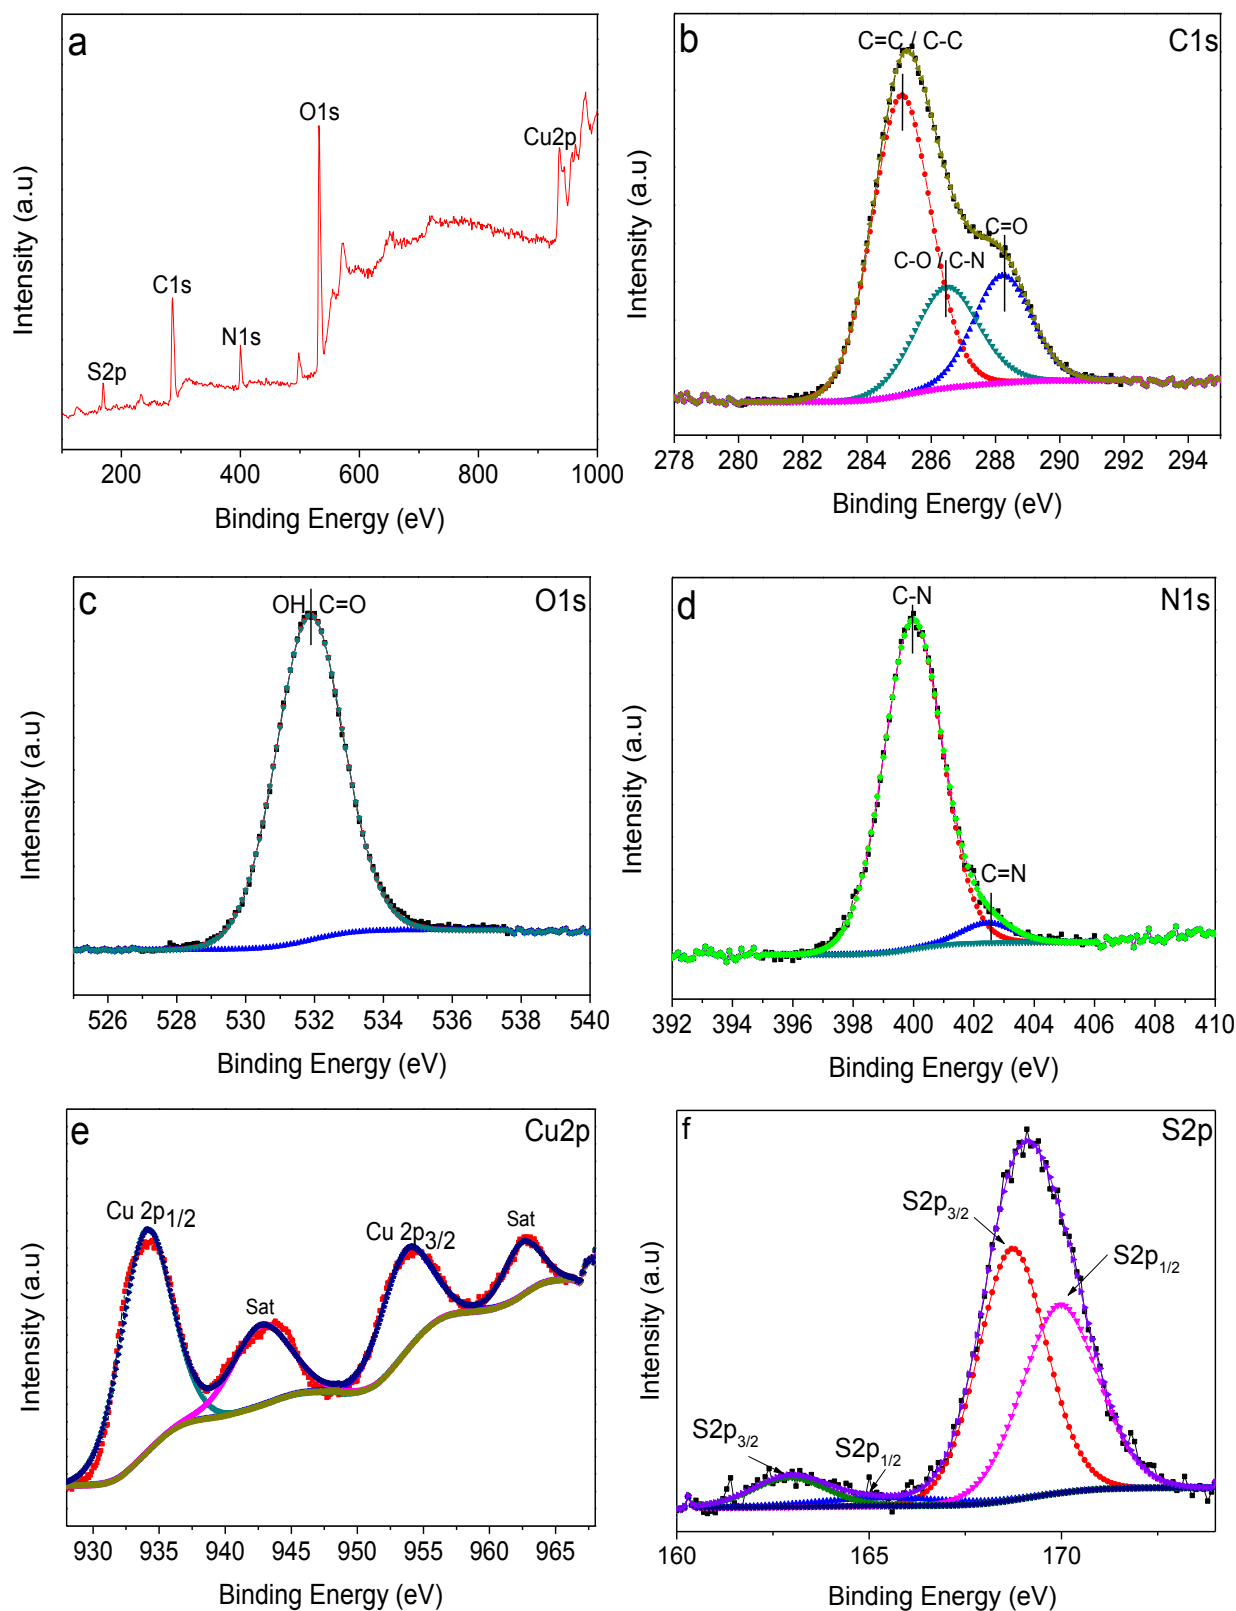 a
O1s
Cu2p
C1s
N1s
S2p
Intensity (a.u)
200 400 600 800 1000
Binding Energy (eV)
b
C=C / C-C
C1s
C=O
C-O / C-N
Intensity (a.u)
278 280 282 284 286 288 290 292 294
Binding Energy (eV)
c
OH C=O
O1s
Intensity (a.u)
526 528 530 532 534 536 538 540
Binding Energy (eV)
d
C-N
N1s
C=N
Intensity (a.u)
392 394 396 398 400 402 404 406 408 410
Binding Energy (eV)
e
Cu2p
Cu 2p1/2
Cu 2p3/2
Sat
Sat
Intensity (a.u)
930 935 940 945 950 955 960 965
Binding Energy (eV)
f
S2p
S2p3/2
S2p1/2
S2p3/2
S2p1/2
Intensity (a.u)
160 165 170
Binding Energy (eV)